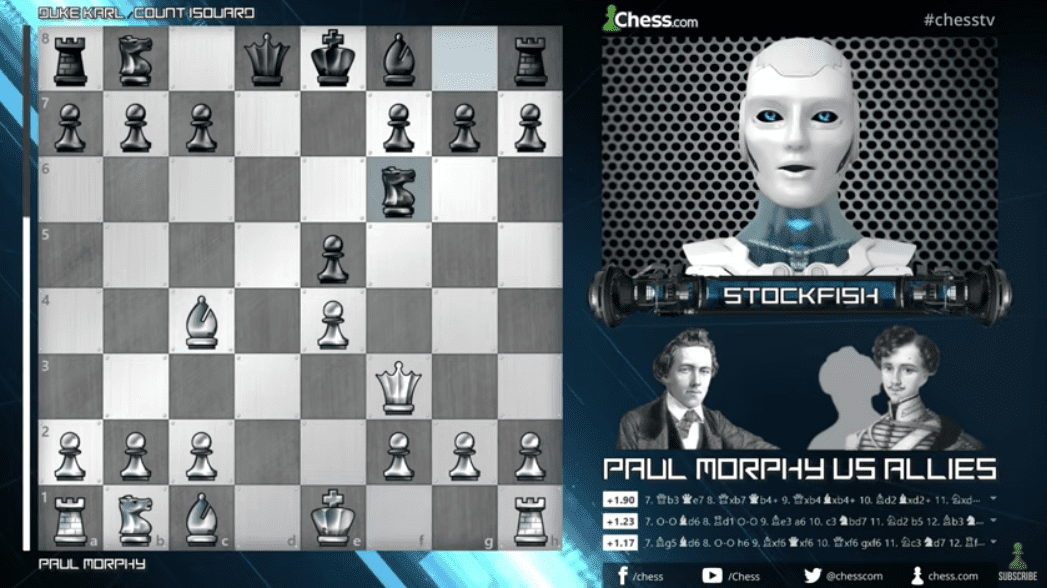 DUKE KARL / COUNT ISOUARD
Chess.com
#chesstv
8
7
6
5
4
3
2
1
a b c d e f g h
STOCKFISH
PAUL MORPHY VS ALLIES
+1.90 7. ♕b3 ♛e7 8. ♕xb7 ♛b4+ 9. ♕xb4 ♝xb4+ 10. ♗d2 ♝xd2+ 11. ♘xd···
+1.23 7. O-O ♝d6 8. ♖d1 O-O 9. ♗e3 a6 10. c3 ♞bd7 11. ♘d2 b5 12. ♗b3 ♞···
+1.17 7. ♗g5 ♝d6 8. O-O h6 9. ♗xf6 ♛xf6 10. ♕xf6 gxf6 11. ♘c3 ♞d7 12. ♖f···
PAUL MORPHY
/chess
/Chess
@chesscom
chess.com
SUBSCRIBE